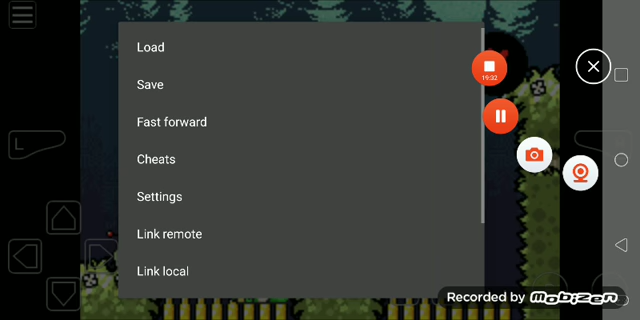 Load
19:32
Save
Fast forward
Cheats
Settings
Link remote
Link local
L
Recorded by Mobizen